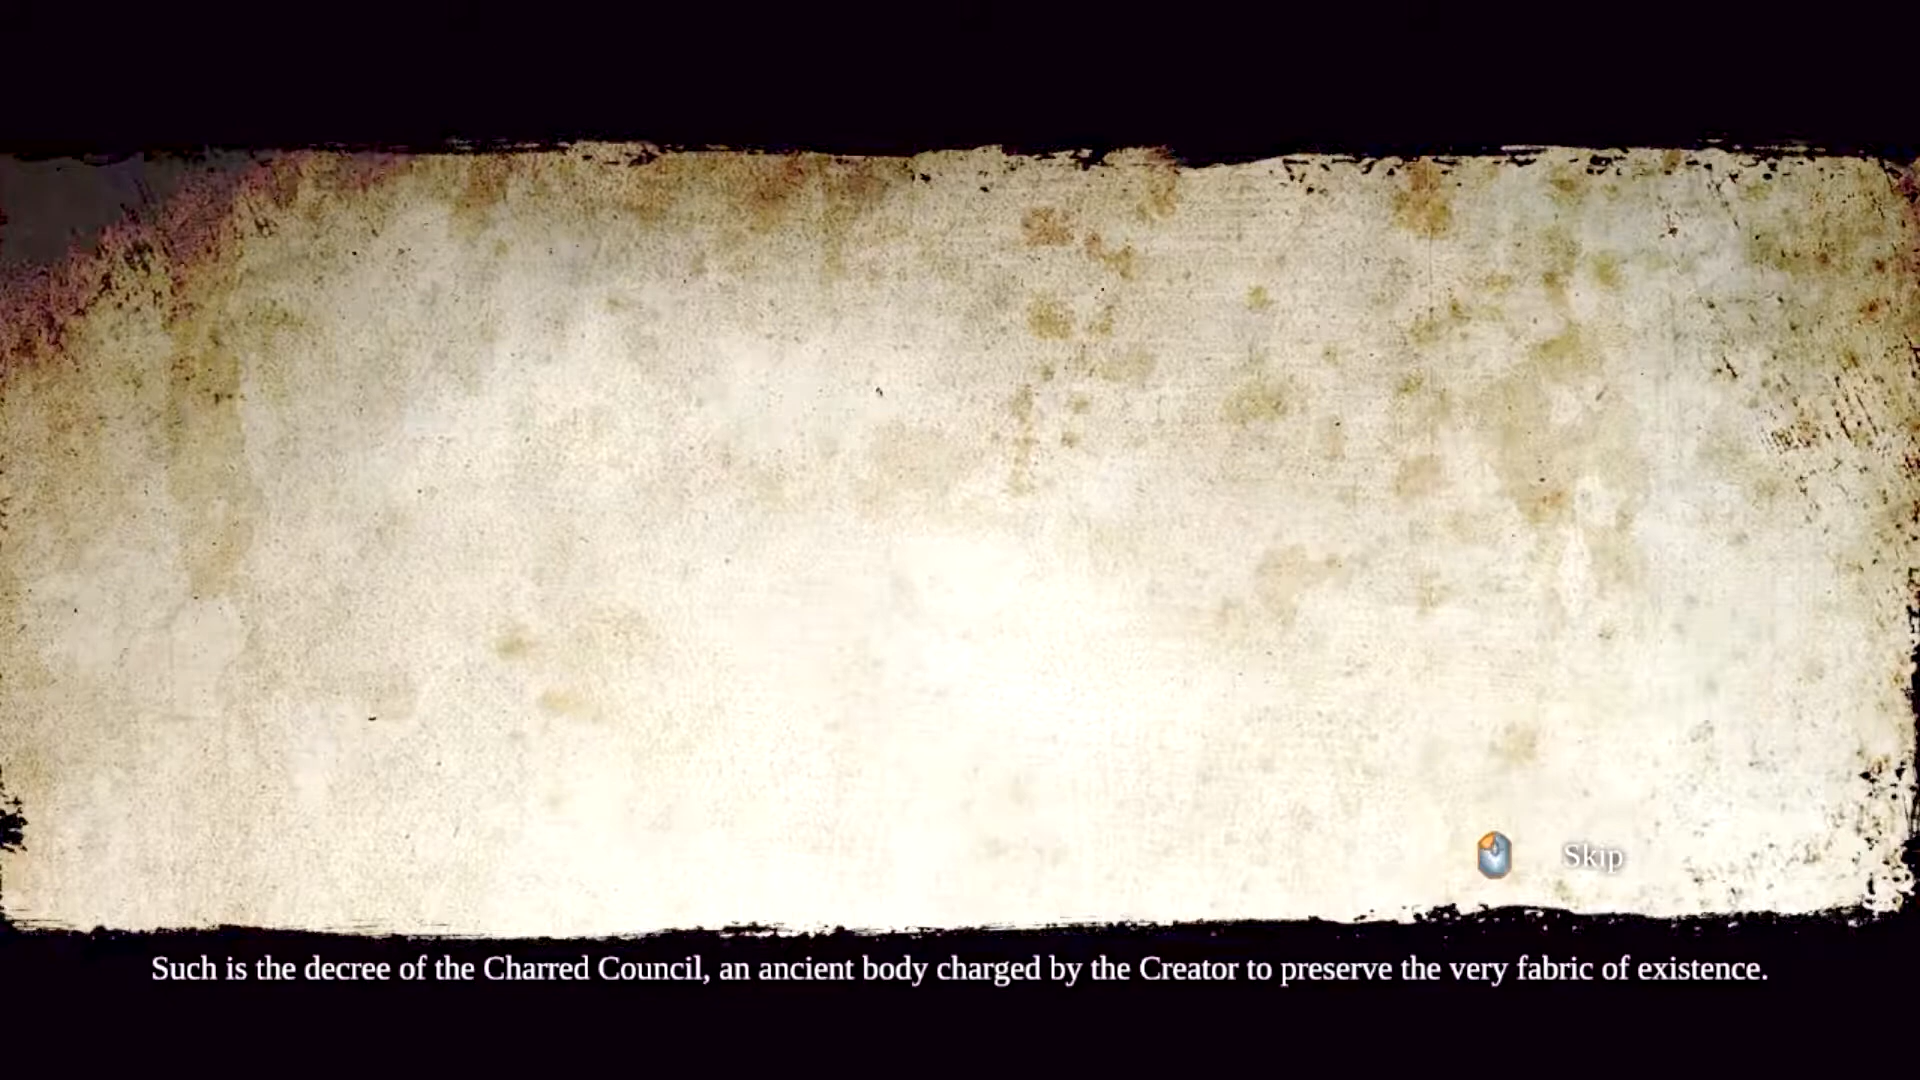 Skip
Such is the decree of the Charred Council, an ancient body charged by the Creator to preserve the very fabric of existence.